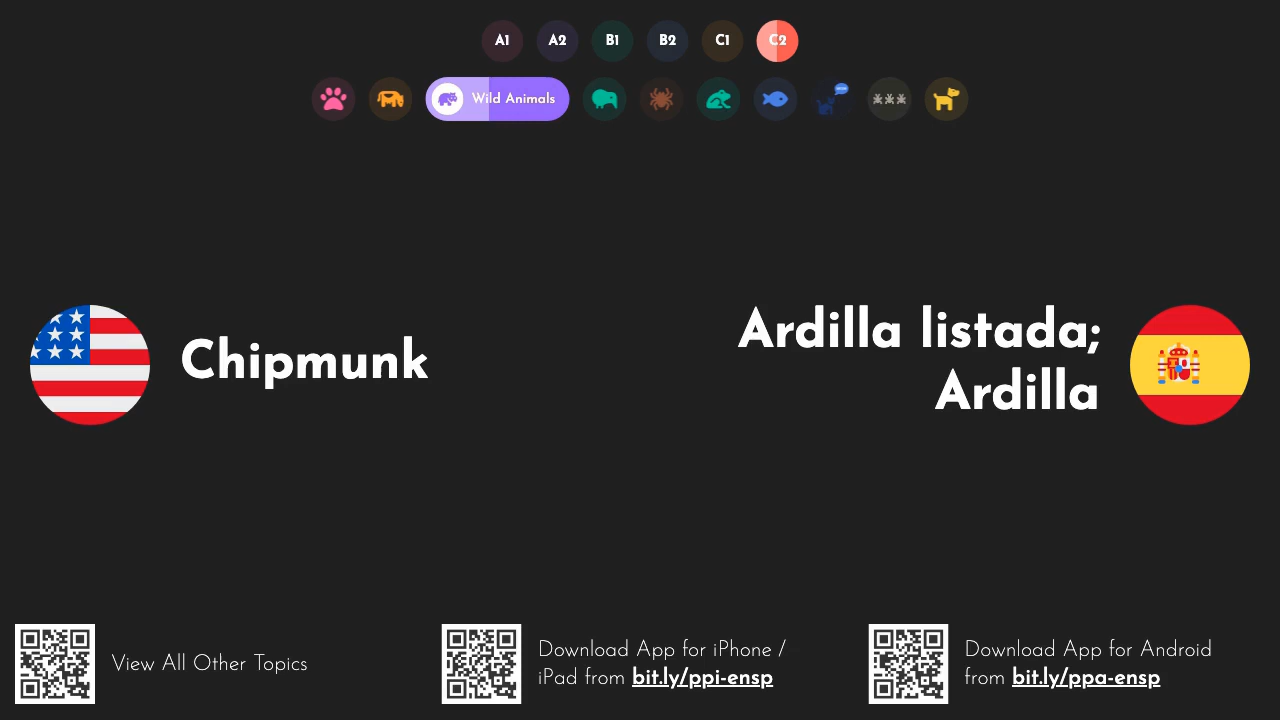 A1 A2 B1 B2 C1 C2
Wild Animals
Chipmunk
Ardilla listada;
Ardilla
View All Other Topics
Download App for iPhone /
iPad from bit.ly/ppi-ensp
Download App for Android
from bit.ly/ppa-ensp